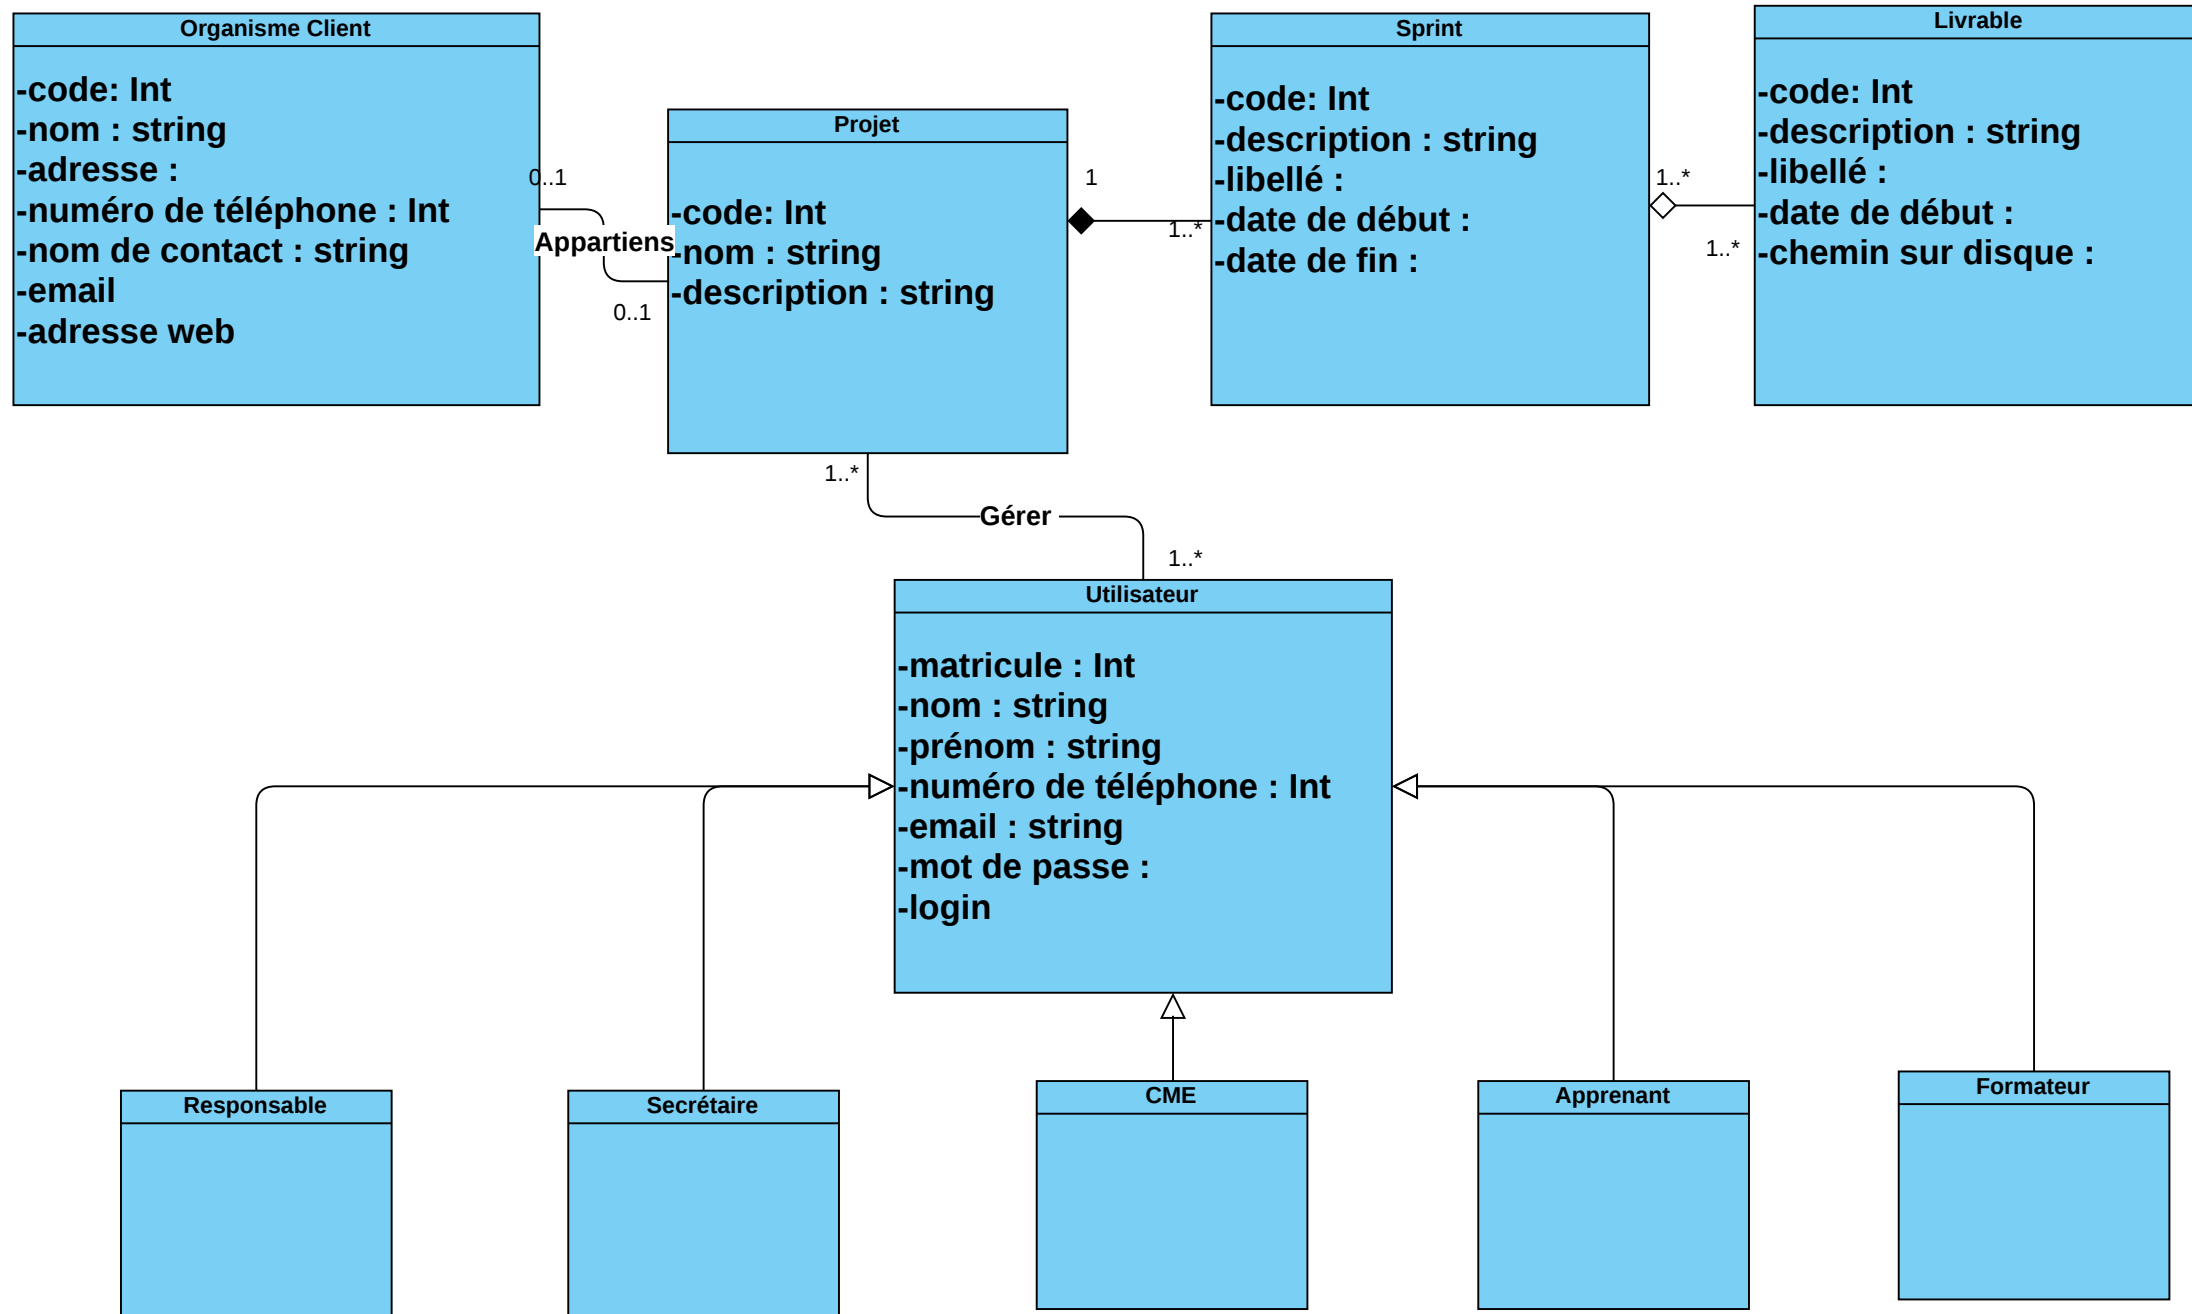 Organisme Client
-code: Int
-nom : string
-adresse :
-numéro de téléphone : Int
-nom de contact : string
-email
-adresse web
0..1
Appartiens
0..1
Projet
-code: Int
-nom : string
-description : string
1
1..*
Sprint
-code: Int
-description : string
-libellé :
-date de début :
-date de fin :
1..*
1..*
Livrable
-code: Int
-description : string
-libellé :
-date de début :
-chemin sur disque :
1..*
Gérer
1..*
Utilisateur
-matricule : Int
-nom : string
-prénom : string
-numéro de téléphone : Int
-email : string
-mot de passe :
-login
Responsable
Secrétaire
CME
Apprenant
Formateur